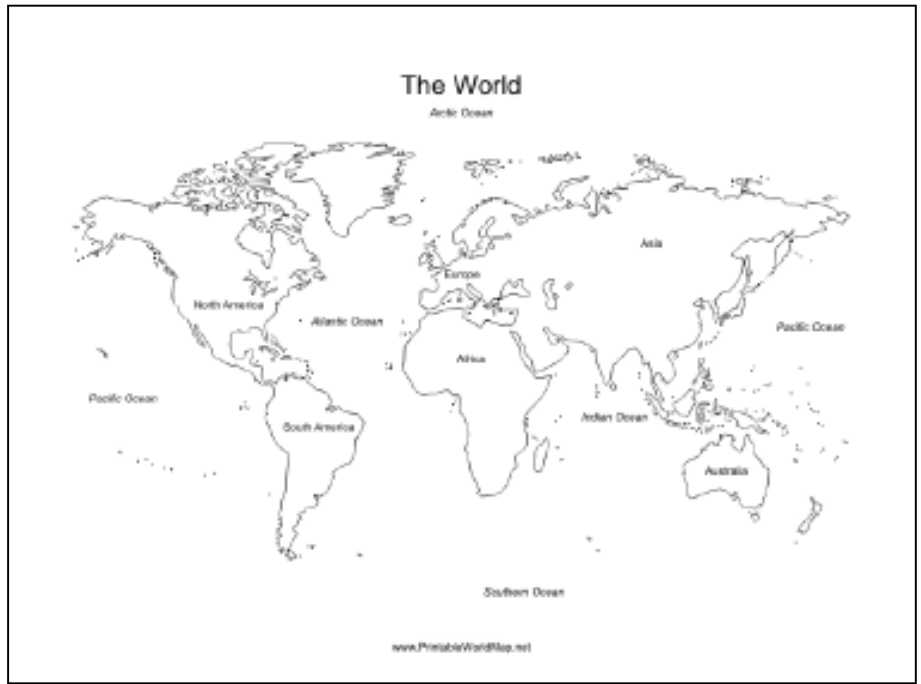 The World
Arctic Ocean
Asia
Europe
North America
Atlantic Ocean
Pacific Ocean
Africa
Pacific Ocean
Indian Ocean
South America
Australia
Southern Ocean
www.PrintableWorldMap.net